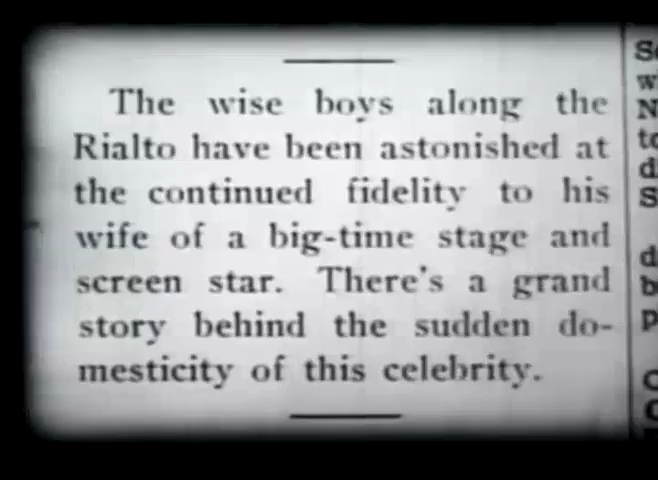 The wise boys along the
Rialto have been astonished at
the continued fidelity to his
wife of a big-time stage and
screen star. There's a grand
story behind the sudden do-
mesticity of this celebrity.